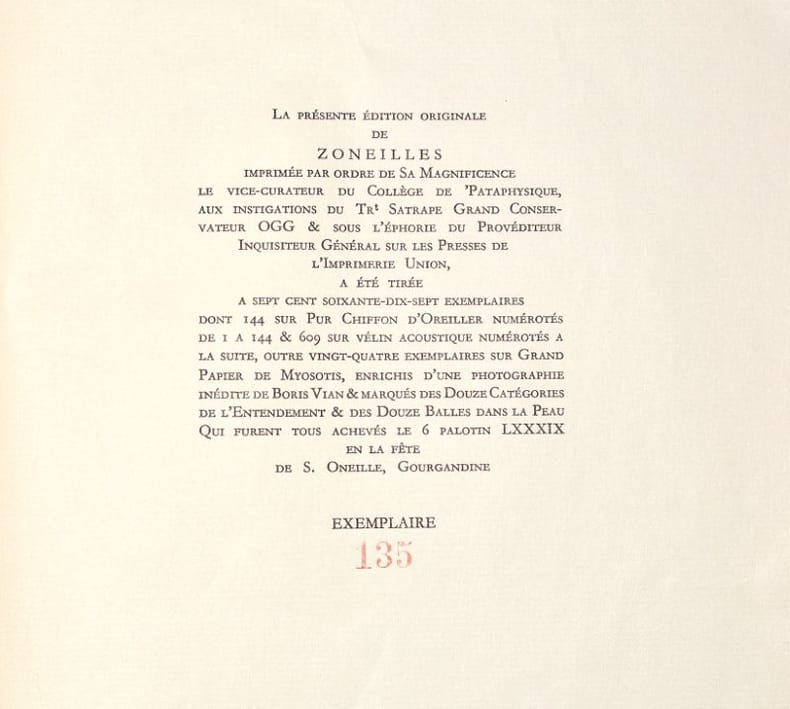 La présente édition originale
de
ZONEILLES
imprimée par ordre de Sa Magnificence
le vice-curateur du Collège de 'Pataphysique,
aux instigations du Trt Satrape Grand Conser-
vateur OGG & sous l'éphorie du Provéditeur
Inquisiteur Général sur les Presses de
l'Imprimerie Union,
a été tirée
a sept cent soixante-dix-sept exemplaires
dont 144 sur Pur Chiffon d'Oreiller numérotés
de 1 a 144 & 609 sur vélin acoustique numérotés a
la suite, outre vingt-quatre exemplaires sur Grand
Papier de Myosotis, enrichis d'une photographie
inédite de Boris Vian & marqués des Douze Catégories
de l'Entendement & des Douze Balles dans la Peau
Qui furent tous achevés le 6 palotin LXXXIX
en la fête
de S. Oneille, Gourgandine
EXEMPLAIRE
135